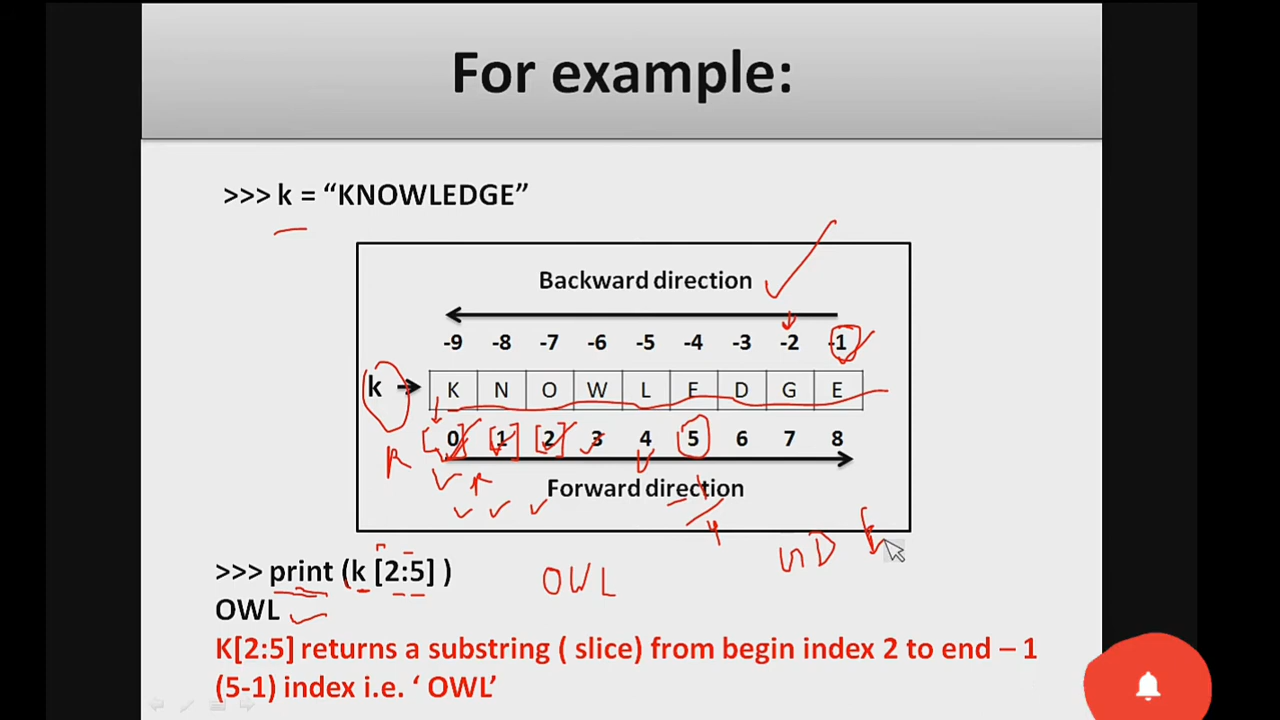 For example:
>>> k = “KNOWLEDGE”
Backward direction
-9 -8 -7 -6 -5 -4 -3 -2 -1
k K N O W L E D G E
0 1 2 3 4 5 6 7 8
Forward direction
>>> print (k [2:5] )
OWL
OWL
K[2:5] returns a substring ( slice) from begin index 2 to end – 1
(5-1) index i.e. ‘ OWL’